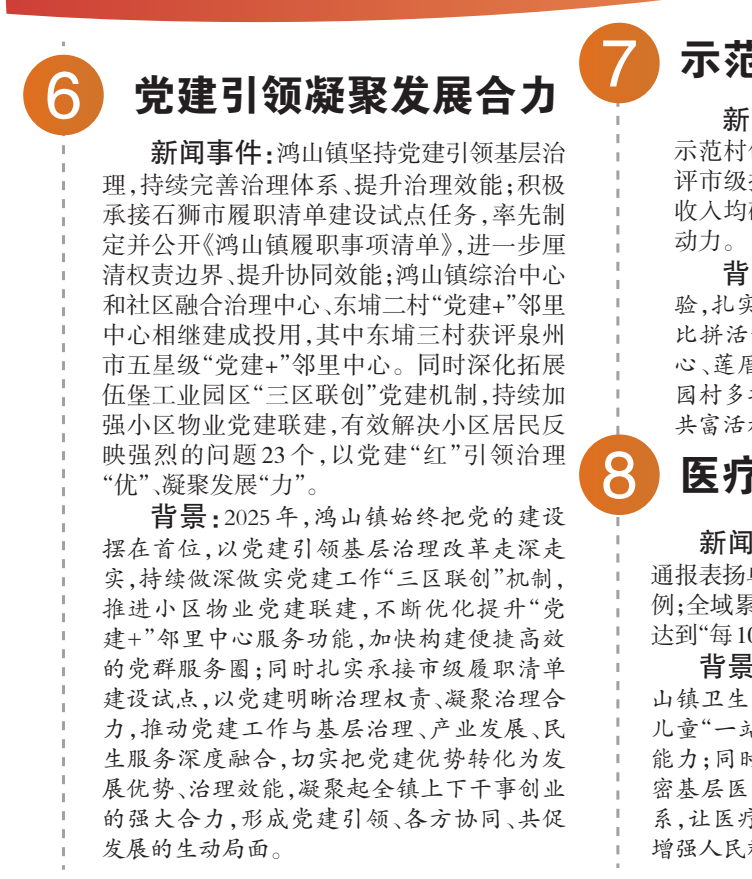 6
党建引领凝聚发展合力
新闻事件:鸿山镇坚持党建引领基层治
理,持续完善治理体系、提升治理效能;积极
承接石狮市履职清单建设试点任务,率先制
定并公开《鸿山镇履职事项清单》,进一步厘
清权责边界、提升协同效能;鸿山镇综治中心
和社区融合治理中心、东埔二村“党建+”邻里
中心相继建成投用,其中东埔三村获评泉州
市五星级“党建+”邻里中心。同时深化拓展
伍堡工业园区“三区联创”党建机制,持续加
强小区物业党建联建,有效解决小区居民反
映强烈的问题23个,以党建“红”引领治理
“优”、凝聚发展“力”。
背景:2025年,鸿山镇始终把党的建设
摆在首位,以党建引领基层治理改革走深走
实,持续做深做实党建工作“三区联创”机制,
推进小区物业党建联建,不断优化提升“党
建+”邻里中心服务功能,加快构建便捷高效
的党群服务圈;同时扎实承接市级履职清单
建设试点,以党建明晰治理权责、凝聚治理合
力,推动党建工作与基层治理、产业发展、民
生服务深度融合,切实把党建优势转化为发
展优势、治理效能,凝聚起全镇上下干事创业
的强大合力,形成党建引领、各方协同、共促
发展的生动局面。
7
示范
新
示范村
评市级
收入均
动力。
背
验,扎实
比拼活
心、莲厝
园村多
共富活
8
医疗
新闻
通报表扬
例;全域累
达到“每10
背景
山镇卫生
儿童“一站
能力;同时
密基层医
系,让医疗
增强人民